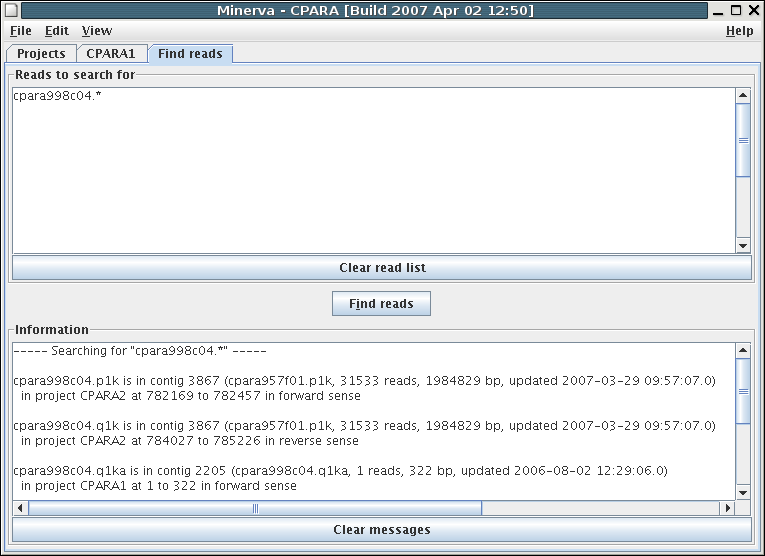 Minerva - CPARA [Build 2007 Apr 02 12:50]
File Edit View Help
Projects CPARA1 Find reads
Reads to search for
cpara998c04.*
Clear read list
Find reads
Information
----- Searching for "cpara998c04.*" -----
cpara998c04.p1k is in contig 3867 (cpara957f01.p1k, 31533 reads, 1984829 bp, updated 2007-03-29 09:57:07.0)
in project CPARA2 at 782169 to 782457 in forward sense
cpara998c04.q1k is in contig 3867 (cpara957f01.p1k, 31533 reads, 1984829 bp, updated 2007-03-29 09:57:07.0)
in project CPARA2 at 784027 to 785226 in reverse sense
cpara998c04.q1ka is in contig 2205 (cpara998c04.q1ka, 1 reads, 322 bp, updated 2006-08-02 12:29:06.0)
in project CPARA1 at 1 to 322 in forward sense
Clear messages